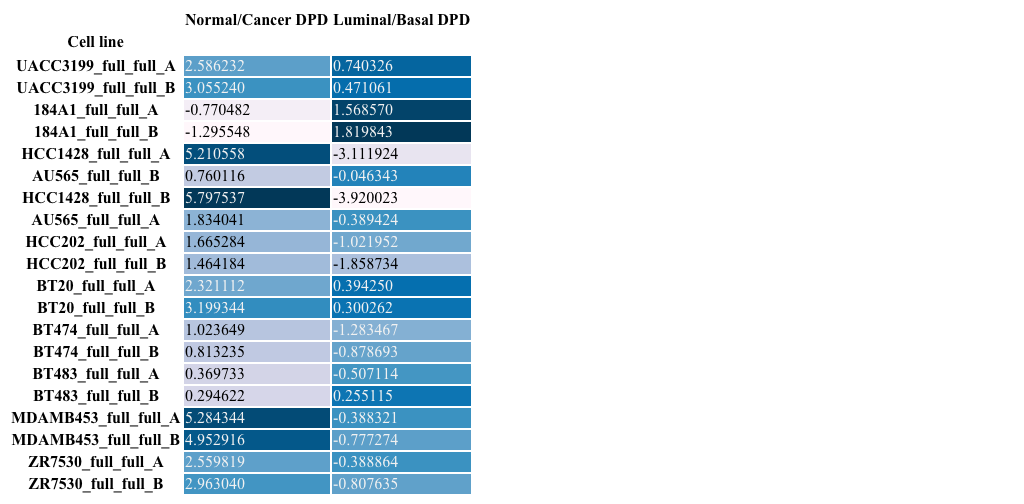 Normal/Cancer DPD Luminal/Basal DPD
Cell line
UACC3199_full_full_A 2.586232 0.740326
UACC3199_full_full_B 3.055240 0.471061
184A1_full_full_A -0.770482 1.568570
184A1_full_full_B -1.295548 1.819843
HCC1428_full_full_A 5.210558 -3.111924
AU565_full_full_B 0.760116 -0.046343
HCC1428_full_full_B 5.797537 -3.920023
AU565_full_full_A 1.834041 -0.389424
HCC202_full_full_A 1.665284 -1.021952
HCC202_full_full_B 1.464184 -1.858734
BT20_full_full_A 2.321112 0.394250
BT20_full_full_B 3.199344 0.300262
BT474_full_full_A 1.023649 -1.283467
BT474_full_full_B 0.813235 -0.878693
BT483_full_full_A 0.369733 -0.507114
BT483_full_full_B 0.294622 0.255115
MDAMB453_full_full_A 5.284344 -0.388321
MDAMB453_full_full_B 4.952916 -0.777274
ZR7530_full_full_A 2.559819 -0.388864
ZR7530_full_full_B 2.963040 -0.807635